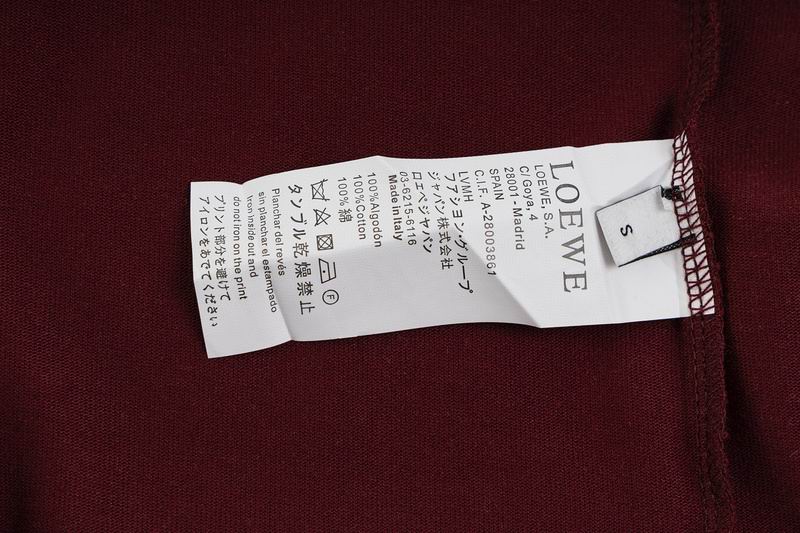 LOEWE
LOEWE, S.A.
C/ Goya, 4
28001 - Madrid
SPAIN
C.I.F. A-28003861
LVMH
ファション・グループ
ジャパン株式会社
ロエベジャパン
03-6215-6116
Made in Italy
100%Algodón
100%Cotton
100%綿
F
タンブル乾燥禁止
Planchar del revés
sin planchar el estampado
Iron inside out and
do not iron on the print
プリント部分を避けて
アイロンをあでてください
S